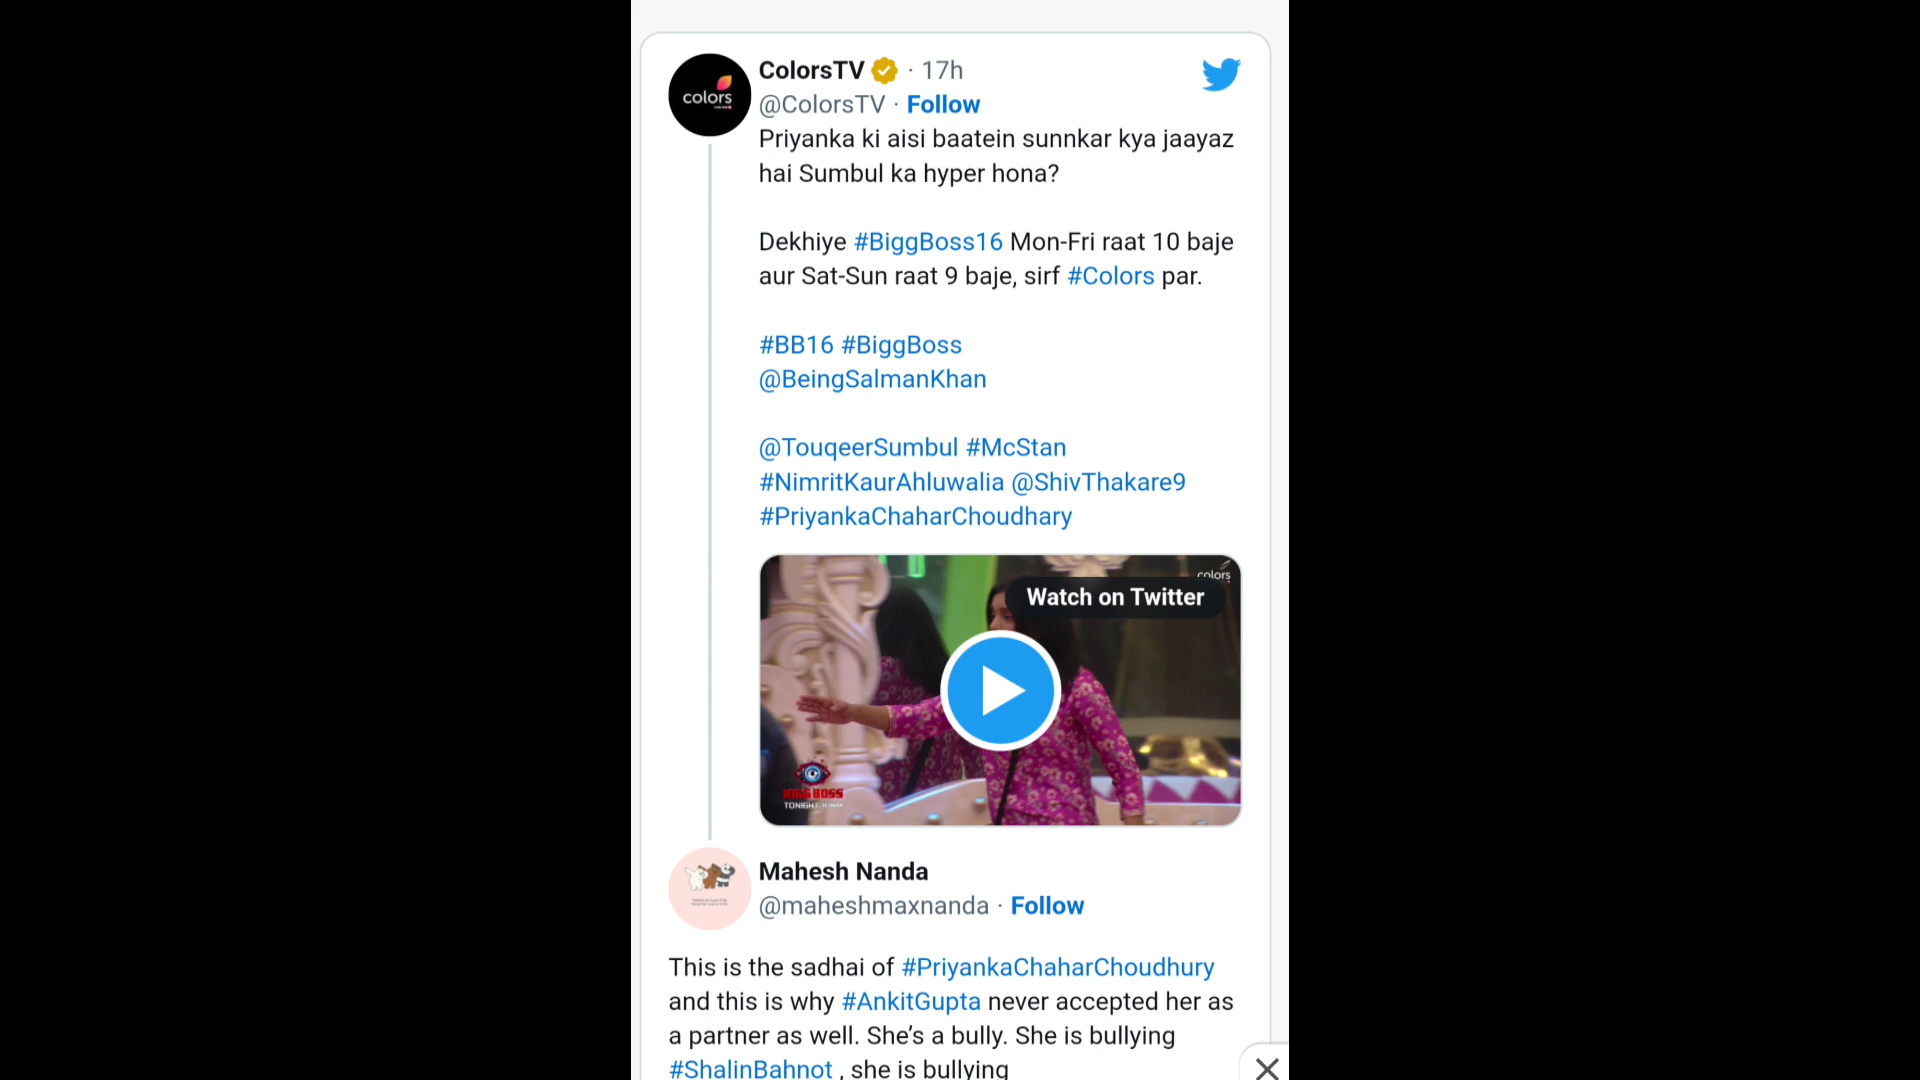 colors
ColorsTV · 17h
@ColorsTV · Follow
Priyanka ki aisi baatein sunnkar kya jaayaz
hai Sumbul ka hyper hona?
Dekhiye #BiggBoss16 Mon-Fri raat 10 baje
aur Sat-Sun raat 9 baje, sirf #Colors par.
#BB16 #BiggBoss
@BeingSalmanKhan
@TouqeerSumbul #McStan
#NimritKaurAhluwalia @ShivThakare9
#PriyankaChaharChoudhary
colors
Watch on Twitter
BIGG BOSS
TONIGHT
Mahesh Nanda
@maheshmaxnanda · Follow
This is the sadhai of #PriyankaChaharChoudhury
and this is why #AnkitGupta never accepted her as
a partner as well. She’s a bully. She is bullying
#ShalinBahnot , she is bullying